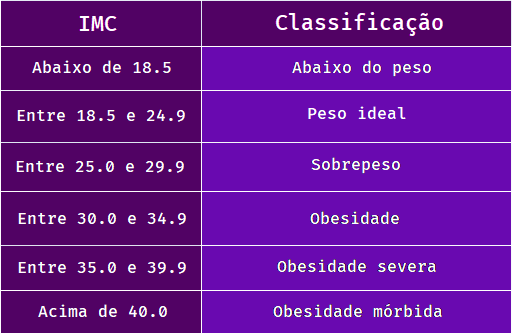 IMC Classificação
Abaixo de 18.5 Abaixo do peso
Entre 18.5 e 24.9 Peso ideal
Entre 25.0 e 29.9 Sobrepeso
Entre 30.0 e 34.9 Obesidade
Entre 35.0 e 39.9 Obesidade severa
Acima de 40.0 Obesidade mórbida